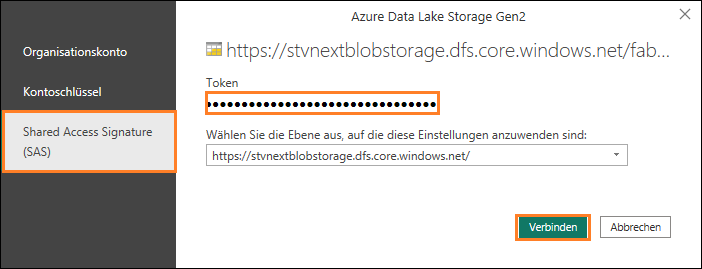 Azure Data Lake Storage Gen2
Organisationskonto
Kontoschlüssel
Shared Access Signature
(SAS)
https://stvnextblobstorage.dfs.core.windows.net/fab...
Token
Wählen Sie die Ebene aus, auf die diese Einstellungen anzuwenden sind:
https://stvnextblobstorage.dfs.core.windows.net/
Verbinden
Abbrechen